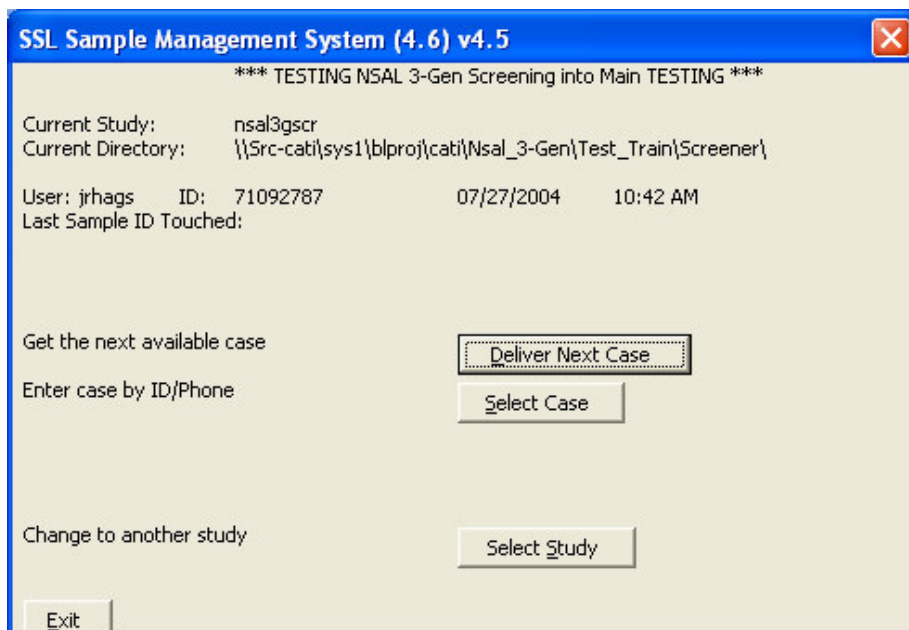 SSL Sample Management System (4.6) v4.5
*** TESTING NSAL 3-Gen Screening into Main TESTING ***
Current Study: nsal3gscr
Current Directory: \\Src-cati\sys1\blproj\cati\Nsal_3-Gen\Test_Train\Screener\
User: jrhags ID: 71092787 07/27/2004 10:42 AM
Last Sample ID Touched:
Get the next available case Deliver Next Case
Enter case by ID/Phone Select Case
Change to another study Select Study
Exit